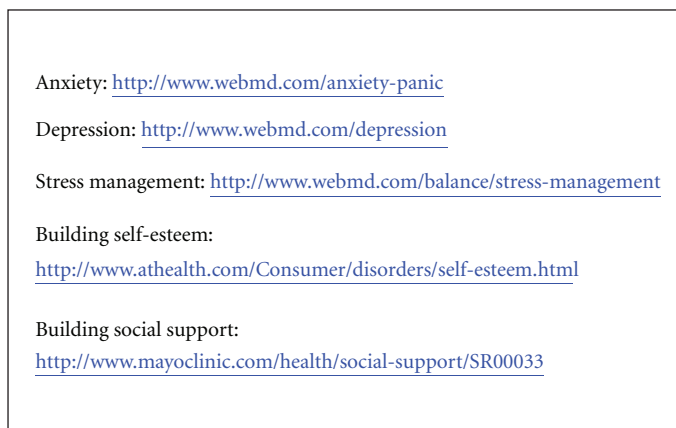 Anxiety: http://www.webmd.com/anxiety-panic
Depression: http://www.webmd.com/depression
Stress management: http://www.webmd.com/balance/stress-management
Building self-esteem:
http://www.athealth.com/Consumer/disorders/self-esteem.html
Building social support:
http://www.mayoclinic.com/health/social-support/SR00033